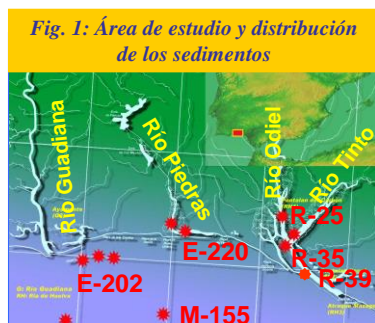 Fig. 1: Área de estudio y distribución
de los sedimentos
Río Guadiana
Río Piedras
Río Odiel
Río Tinto
R-25
E-220
R-35
R-39
E-202
M-155